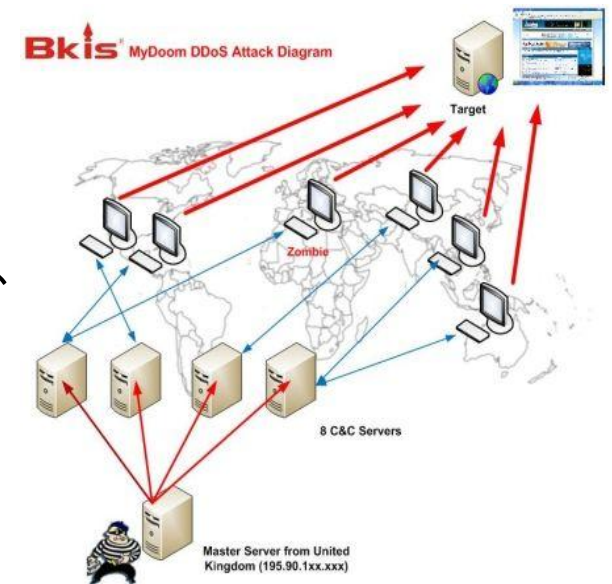 Bkis MyDoom DDoS Attack Diagram
Target
Zombie
8 C&C Servers
Master Server from United
Kingdom (195.90.1xx.xxx)